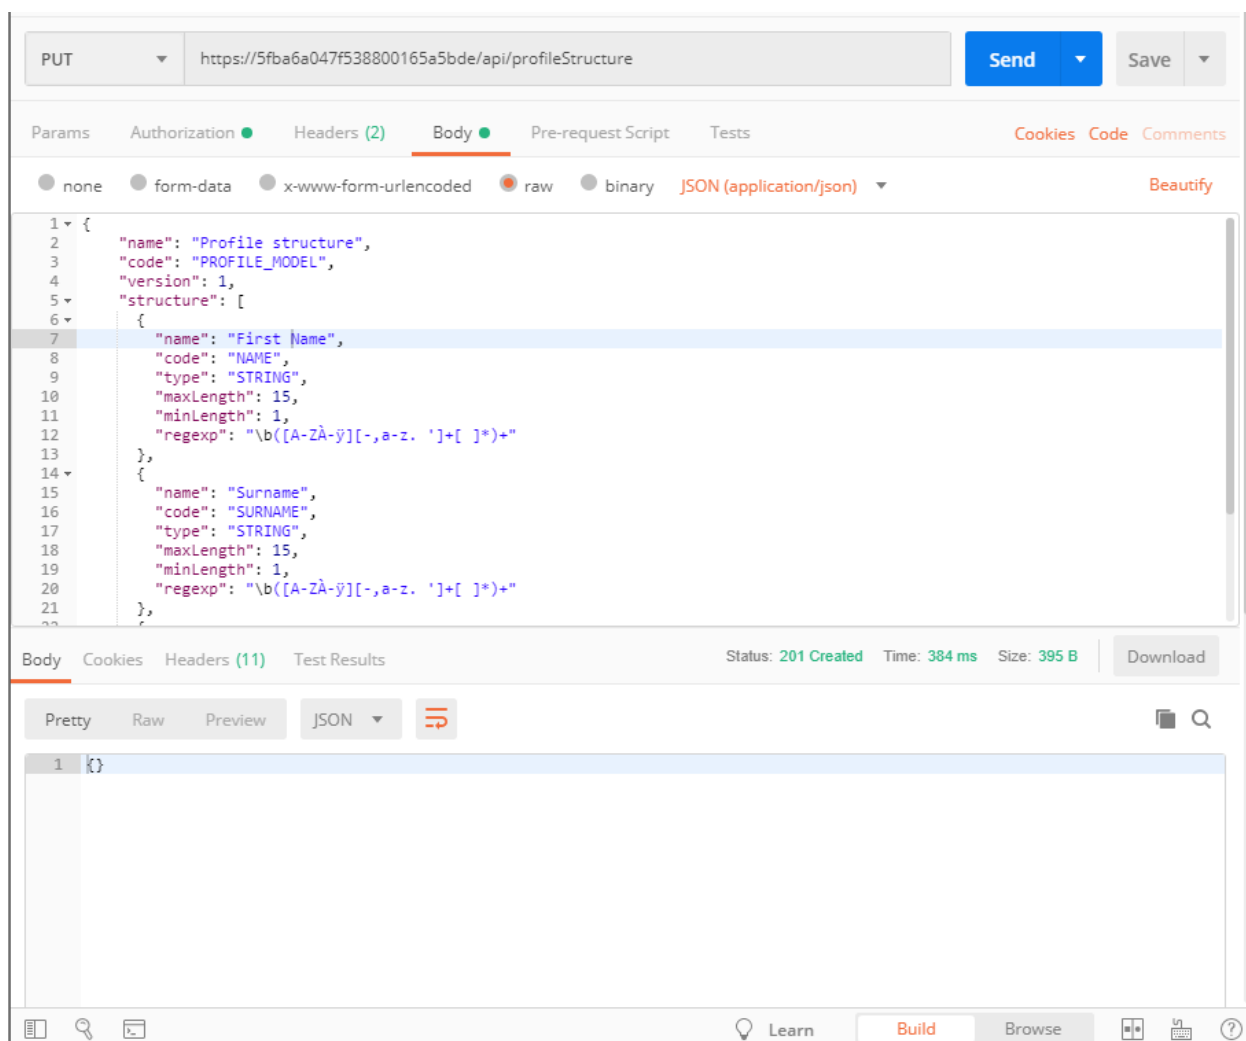 PUT https://5fba6a047f538800165a5bde/api/profileStructure Send Save
Params Authorization Headers (2) Body Pre-request Script Tests Cookies Code Comments
none form-data x-www-form-urlencoded raw binary JSON (application/json) Beautify
1 {
2 "name": "Profile structure",
3 "code": "PROFILE_MODEL",
4 "version": 1,
5 "structure": [
6 {
7 "name": "First Name",
8 "code": "NAME",
9 "type": "STRING",
10 "maxLength": 15,
11 "minLength": 1,
12 "regexp": "\b([A-ZÀ-ÿ][-,a-z. ']+[ ]*)+"
13 },
14 {
15 "name": "Surname",
16 "code": "SURNAME",
17 "type": "STRING",
18 "maxLength": 15,
19 "minLength": 1,
20 "regexp": "\b([A-ZÀ-ÿ][-,a-z. ']+[ ]*)+"
21 },
Body Cookies Headers (11) Test Results Status: 201 Created Time: 384 ms Size: 395 B Download
Pretty Raw Preview JSON
1 {}
Learn Build Browse